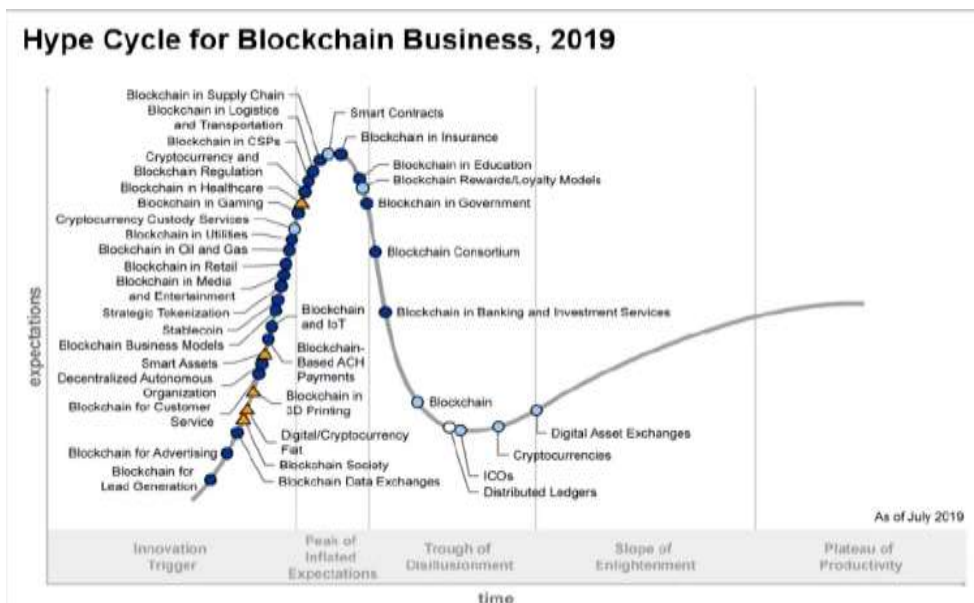 Hype Cycle for Blockchain Business, 2019
Blockchain in Supply Chain
Blockchain in Logistics
and Transportation
Blockchain in CSPs
Cryptocurrency and
Blockchain Regulation
Blockchain in Healthcare
Blockchain in Gaming
Cryptocurrency Custody Services
Blockchain in Utilities
Blockchain in Oil and Gas
Blockchain in Retail
Blockchain in Media
and Entertainment
Strategic Tokenization
Stablecoin
Blockchain Business Models
Smart Assets
Decentralized Autonomous
Organization
Blockchain for Customer
Service
Blockchain for Advertising
Blockchain for
Lead Generation
Smart Contracts
Blockchain in Insurance
Blockchain in Education
Blockchain Rewards/Loyalty Models
Blockchain in Government
Blockchain Consortium
Blockchain in Banking and Investment Services
Blockchain
and IoT
Blockchain-
Based ACH
Payments
Blockchain in
3D Printing
Digital/Cryptocurrency
Fiat
Blockchain Society
Blockchain Data Exchanges
Blockchain
Digital Asset Exchanges
Cryptocurrencies
ICOs
Distributed Ledgers
As of July 2019
expectations
Innovation
Trigger
Peak of
Inflated
Expectations
Trough of
Disillusionment
Slope of
Enlightenment
Plateau of
Productivity
time